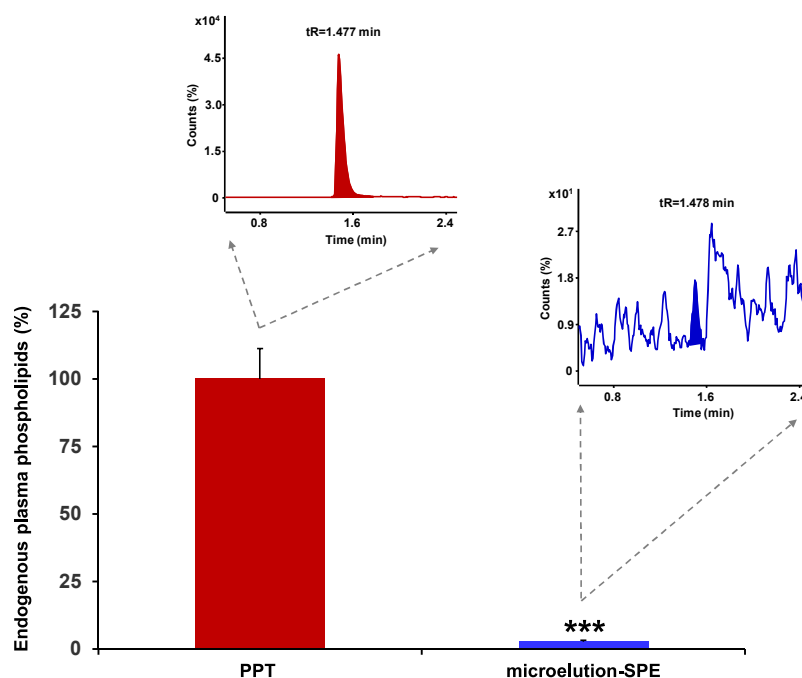 x10⁴
tR=1.477 min
4.5
3.0
1.5
0
Counts (%)
0.8 1.6 2.4
Time (min)
x10¹
tR=1.478 min
2.7
1.8
0.9
0
Counts (%)
0.8 1.6 2.4
Time (min)
Endogenous plasma phospholipids (%)
125
100
75
50
25
0
***
PPT microelution-SPE